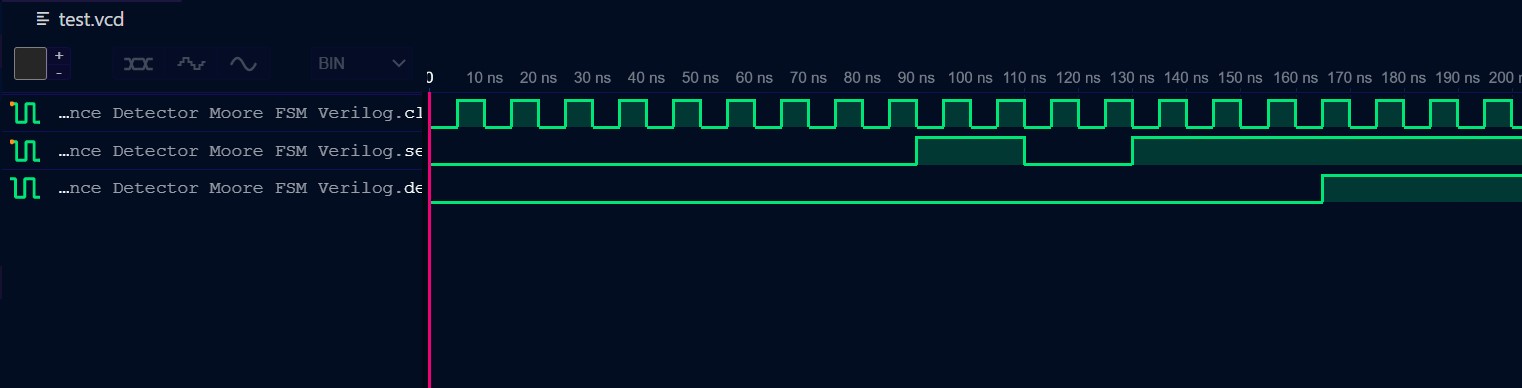 test.vcd
+
-
BIN
0 10 ns 20 ns 30 ns 40 ns 50 ns 60 ns 70 ns 80 ns 90 ns 100 ns 110 ns 120 ns 130 ns 140 ns 150 ns 160 ns 170 ns 180 ns 190 ns 200 n
…nce Detector Moore FSM Verilog.cl
…nce Detector Moore FSM Verilog.se
…nce Detector Moore FSM Verilog.de